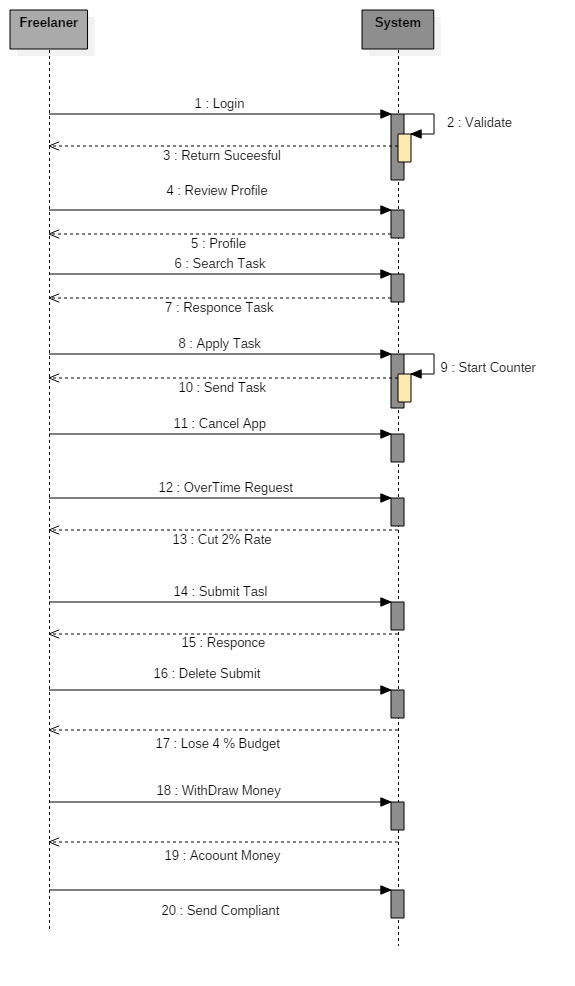 Freelaner
System
1 : Login
2 : Validate
3 : Return Suceesful
4 : Review Profile
5 : Profile
6 : Search Task
7 : Responce Task
8 : Apply Task
9 : Start Counter
10 : Send Task
11 : Cancel App
12 : OverTime Reguest
13 : Cut 2% Rate
14 : Submit Tasl
15 : Responce
16 : Delete Submit
17 : Lose 4 % Budget
18 : WithDraw Money
19 : Acoount Money
20 : Send Compliant